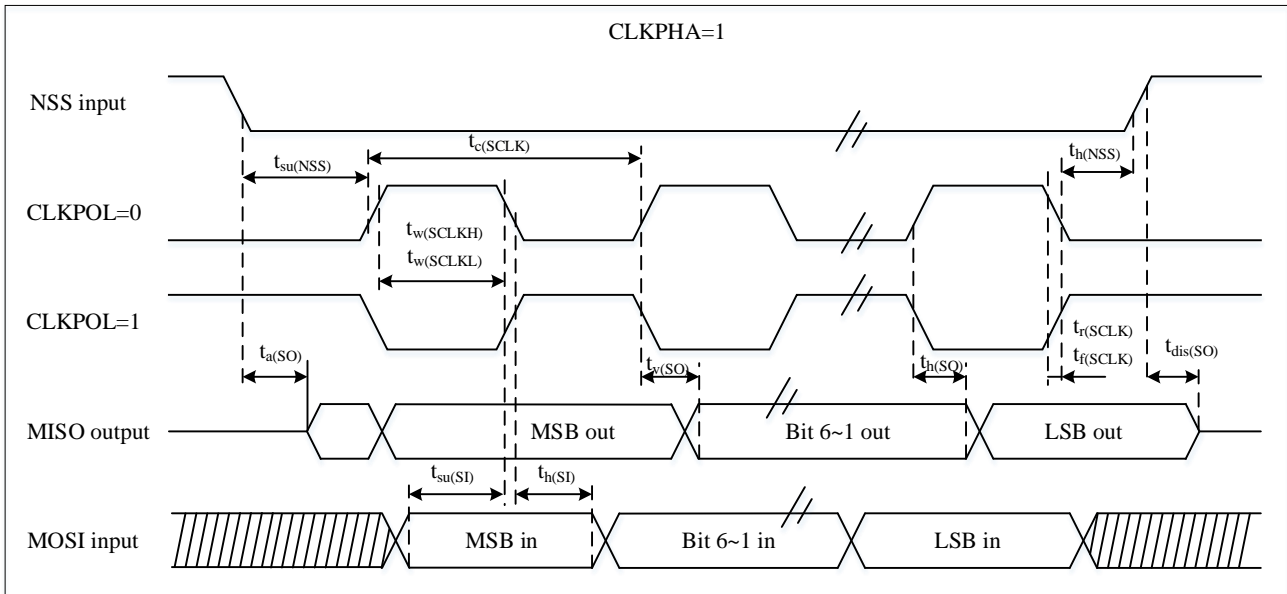 CLKPHA=1
NSS input
tc(SCLK)
tsu(NSS)
th(NSS)
CLKPOL=0
tw(SCLKH)
tw(SCLKL)
CLKPOL=1
tr(SCLK)
tf(SCLK)
ta(SO)
tv(SO)
th(SO)
tdis(SO)
MISO output
MSB out
Bit 6~1 out
LSB out
tsu(SI)
th(SI)
MOSI input
MSB in
Bit 6~1 in
LSB in